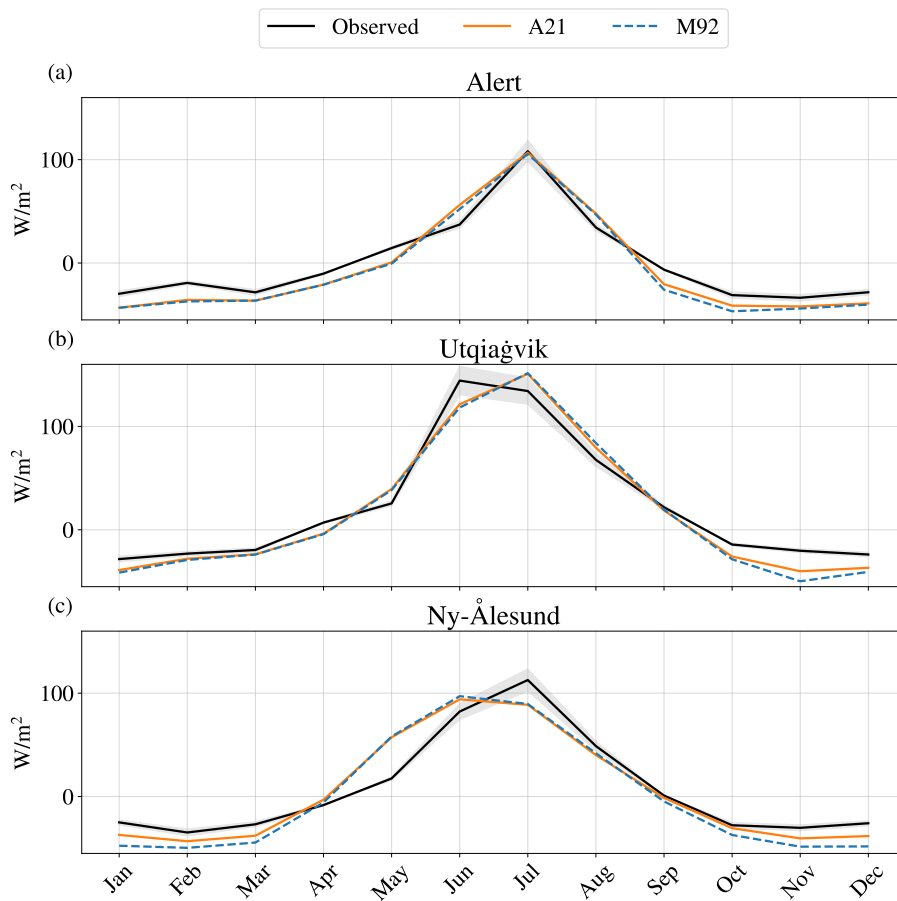 Observed A21 M92
(a)
Alert
100
0
W/m²
(b)
Utqiaġvik
100
0
W/m²
(c)
Ny-Ålesund
100
0
W/m²
Jan Feb Mar Apr May Jun Jul Aug Sep Oct Nov Dec